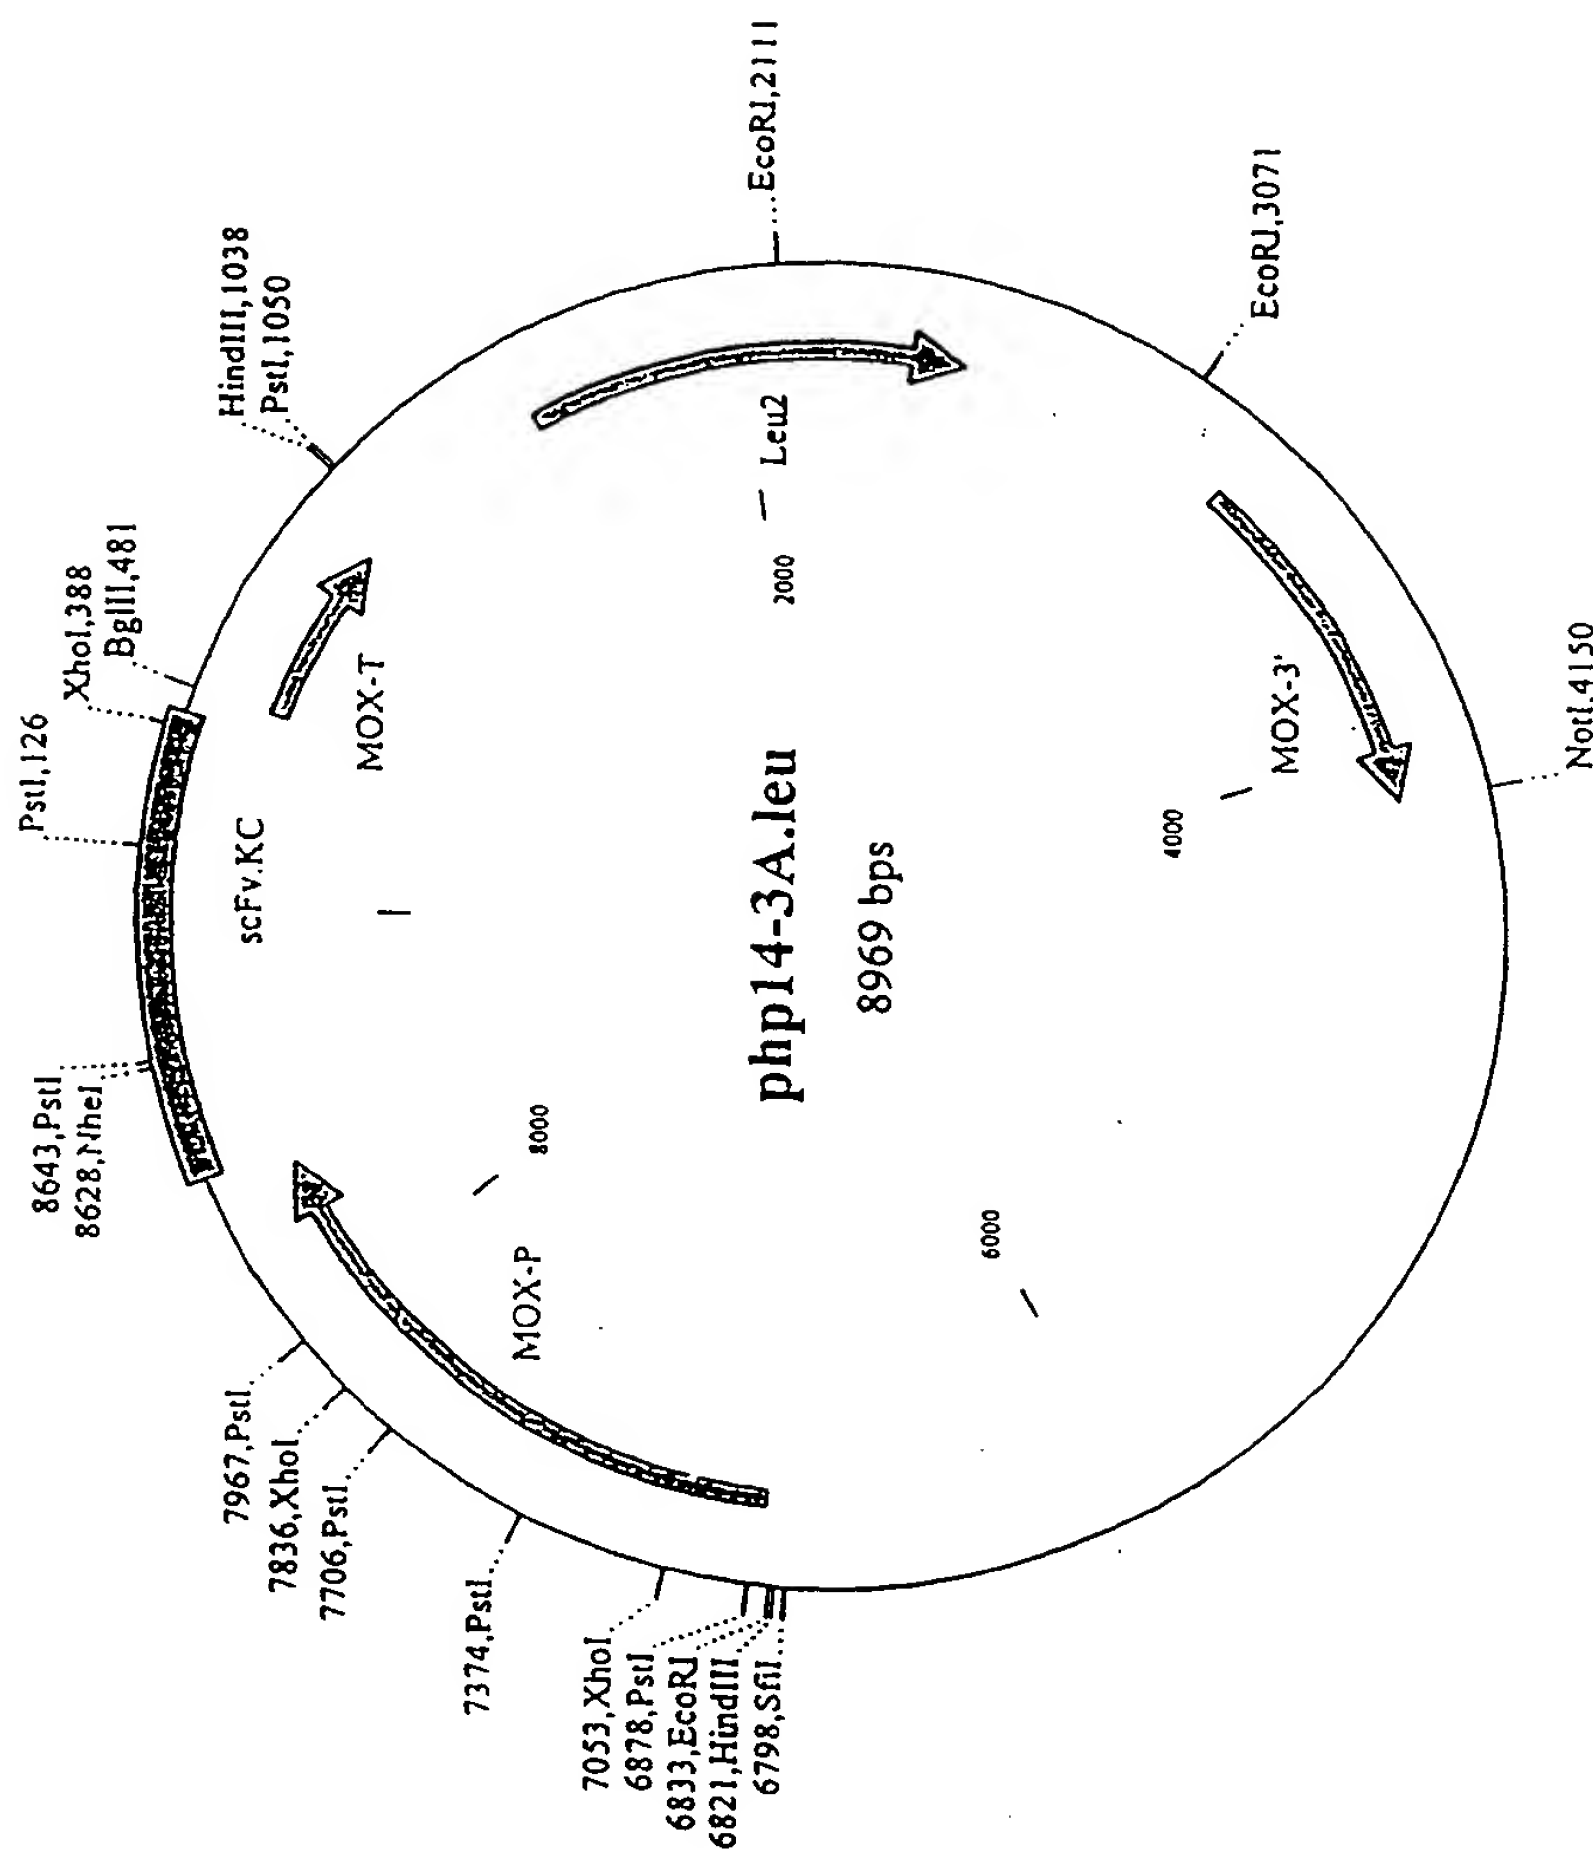 php14-3A.leu
8969 bps
PstI,126
XhoI,388
BglII,481
HindIII,1038
PstI,1050
EcoRI,2111
EcoRI,3071
NotI,4150
6798,SfiI
6821,HindIII
6833,EcoRI
6878,PstI
7053,XhoI
7374,PstI
7706,PstI
7836,XhoI
7967,PstI
8628,NheI
8643,PstI
scFv.KC
MOX-T
Leu2
MOX-3'
MOX-P
2000
4000
6000
8000